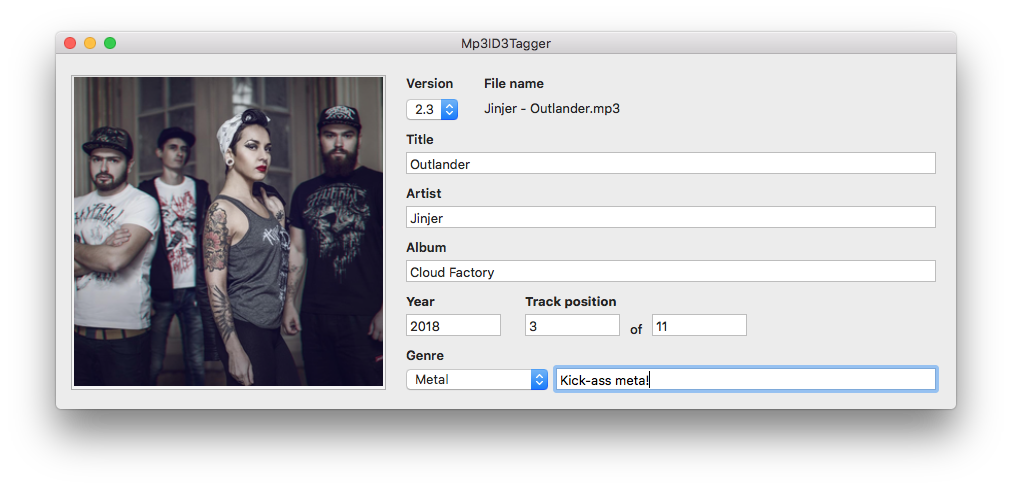 Mp3ID3Tagger
Version File name
2.3 Jinjer - Outlander.mp3
Title
Outlander
Artist
Jinjer
Album
Cloud Factory
Year Track position
2018 3 of 11
Genre
Metal Kick-ass metal